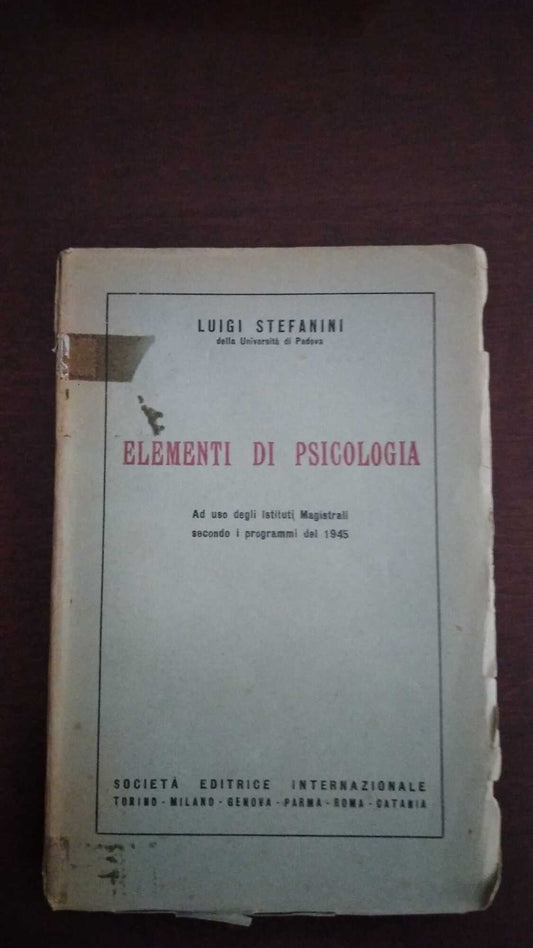 LUIGI STEFANINI
della Università di Padova
ELEMENTI DI PSICOLOGIA
Ad uso degli Istituti Magistrali
secondo i programmi del 1945
SOCIETÀ EDITRICE INTERNAZIONALE
TORINO - MILANO - GENOVA - PARMA - ROMA - CATANIA